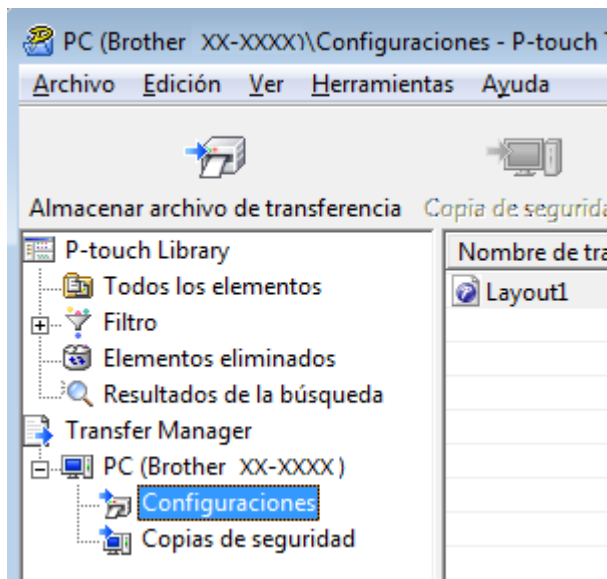 PC (Brother XX-XXXX)\Configuraciones - P-touch
Archivo Edición Ver Herramientas Ayuda
Almacenar archivo de transferencia Copia de
P-touch Library
Todos los elementos
Filtro
Elementos eliminados
Resultados de la búsqueda
Transfer Manager
PC (Brother XX-XXXX )
Configuraciones
Copias de seguridad
Nombre de
Layout1